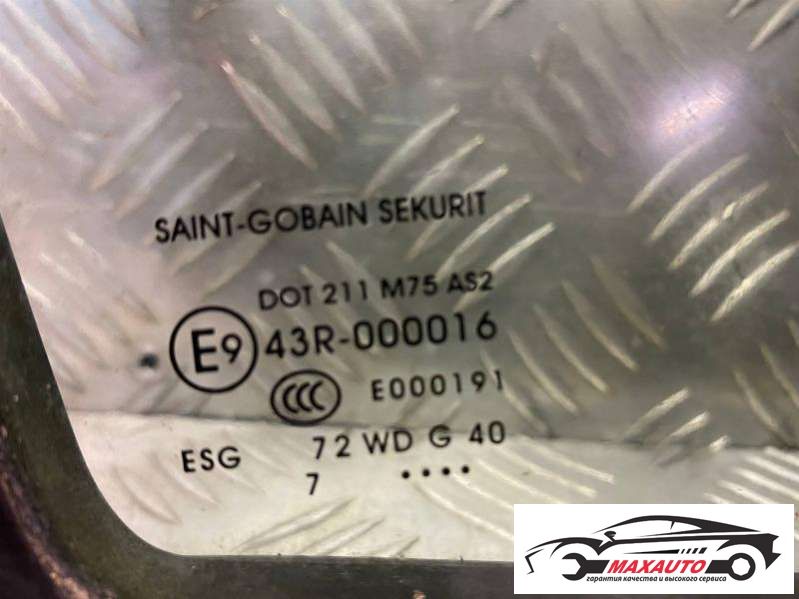 SAINT-GOBAIN SEKURIT
DOT 211 M75 AS2
E9 43R-000016
CCC E000191
ESG 72 WD G 40
7 ••••
MAXAUTO
гарантия качества и высокого сервиса